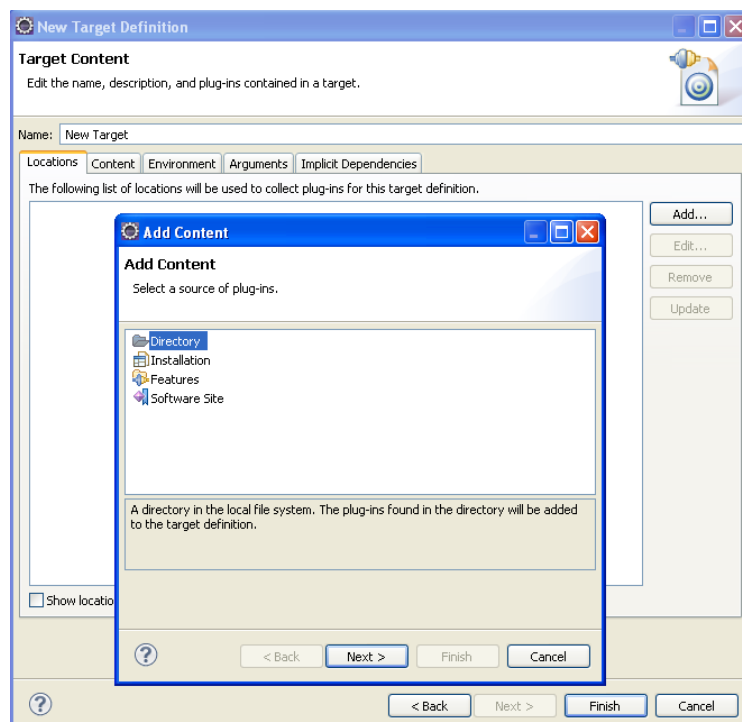 New Target Definition
Target Content
Edit the name, description, and plug-ins contained in a target.
Name: New Target
Locations Content Environment Arguments Implicit Dependencies
The following list of locations will be used to collect plug-ins for this target definition.
Add...
Edit...
Remove
Update
Add Content
Add Content
Select a source of plug-ins.
Directory
Installation
Features
Software Site
A directory in the local file system. The plug-ins found in the directory will be added
to the target definition.
Show locatio
? < Back Next > Finish Cancel
? < Back Next > Finish Cancel